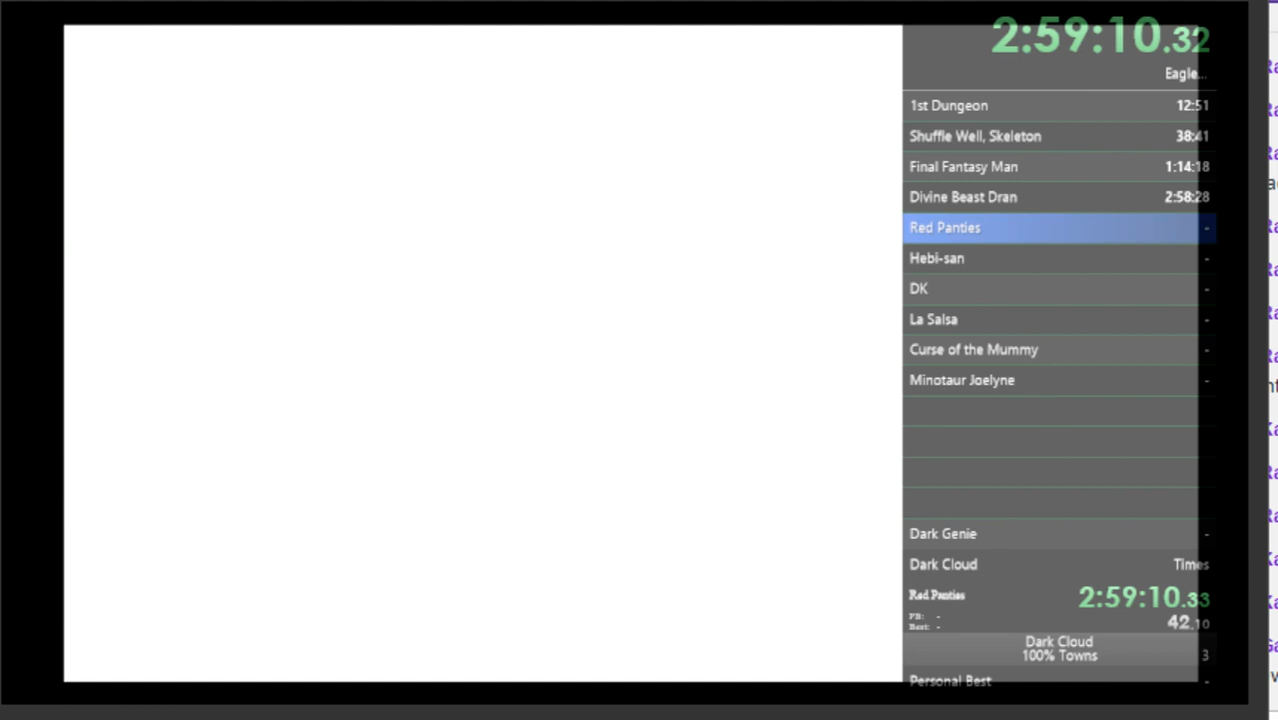 2:59:10.32
Eagle...
1st Dungeon 12:51
Shuffle Well, Skeleton 38:41
Final Fantasy Man 1:14:18
Divine Beast Dran 2:58:28
Red Panties -
Hebi-san -
DK -
La Salsa -
Curse of the Mummy -
Minotaur Joelyne -
Dark Genie -
Dark Cloud Times
Red Panties 2:59:10.33
PB: -
Best: - 42.10
Dark Cloud
100% Towns 3
Personal Best -